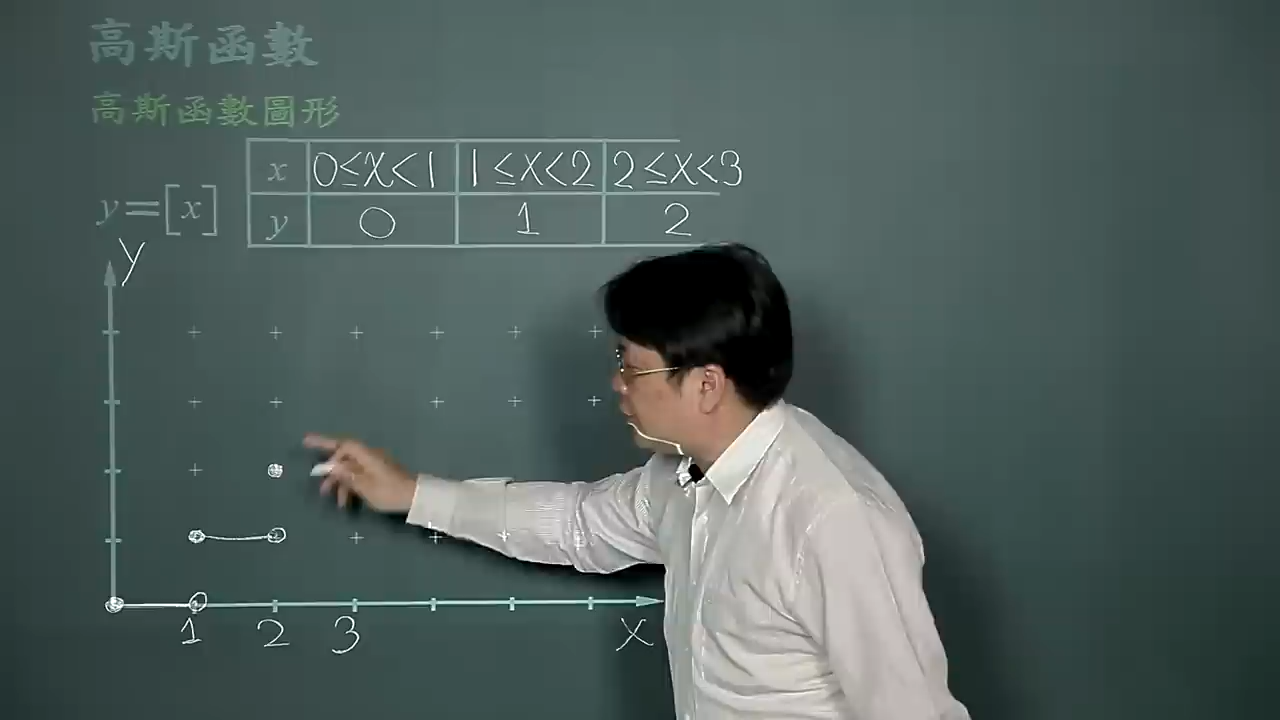 高斯函數
高斯函數圖形
x 0≤x<1 1≤x<2 2≤x<3
y=[x]
y 0 1 2
y
1 2 3 x